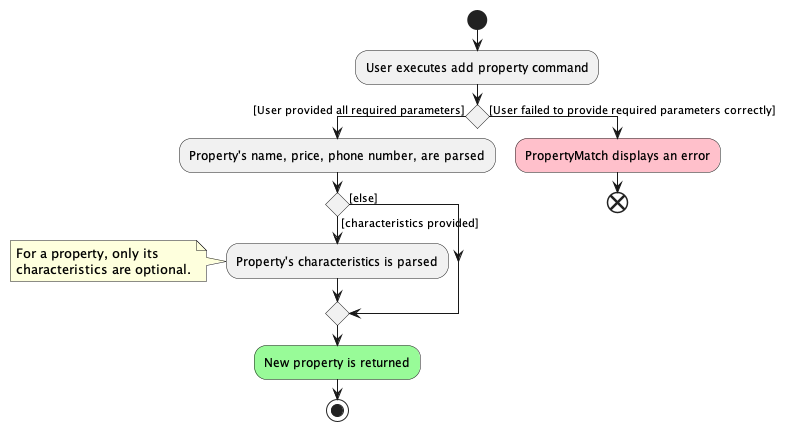 User executes add property command
[User provided all required parameters]
[User failed to provide required parameters correctly]
Property's name, price, phone number, are parsed
PropertyMatch displays an error
[else]
[characteristics provided]
For a property, only its
characteristics are optional.
Property's characteristics is parsed
New property is returned